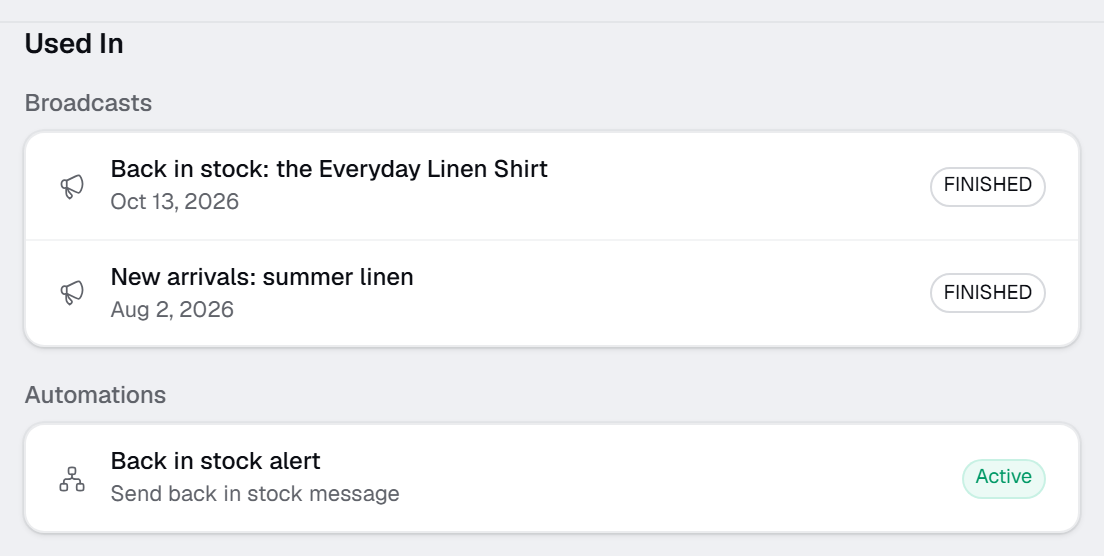 Used In
Broadcasts
Back in stock: the Everyday Linen Shirt
Oct 13, 2026
FINISHED
New arrivals: summer linen
Aug 2, 2026
FINISHED
Automations
Back in stock alert
Send back in stock message
Active